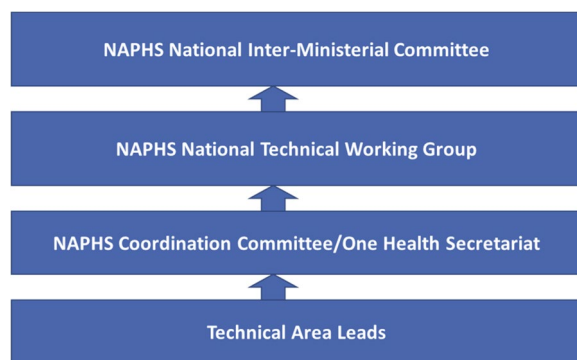 NAPHS National Inter-Ministerial Committee
NAPHS National Technical Working Group
NAPHS Coordination Committee/One Health Secretariat
Technical Area Leads